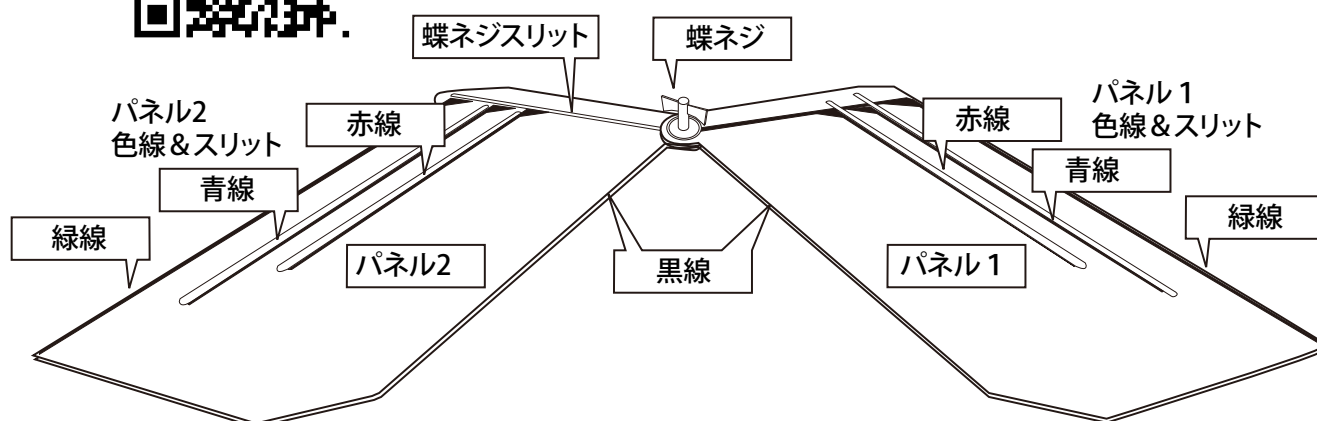 蝶ネジスリット
蝶ネジ
パネル2
色線＆スリット
赤線
青線
緑線
パネル2
黒線
パネル 1
色線＆スリット
赤線
青線
緑線
パネル 1